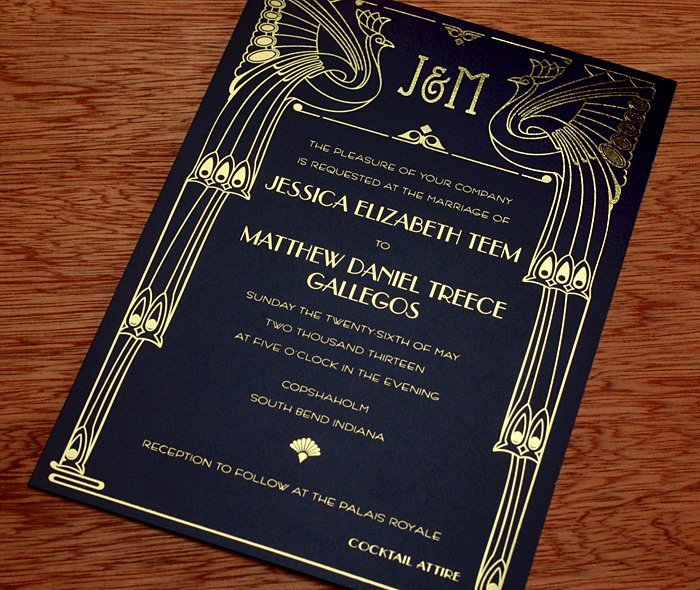 J&M
THE PLEASURE OF YOUR COMPANY
IS REQUESTED AT THE MARRIAGE OF
JESSICA ELIZABETH TEEM
TO
MATTHEW DANIEL TREECE
GALLEGOS
SUNDAY THE TWENTY-SIXTH OF MAY
TWO THOUSAND THIRTEEN
AT FIVE O'CLOCK IN THE EVENING
COPSHAHOLM
SOUTH BEND INDIANA
RECEPTION TO FOLLOW AT THE PALAIS ROYALE
COCKTAIL ATTIRE